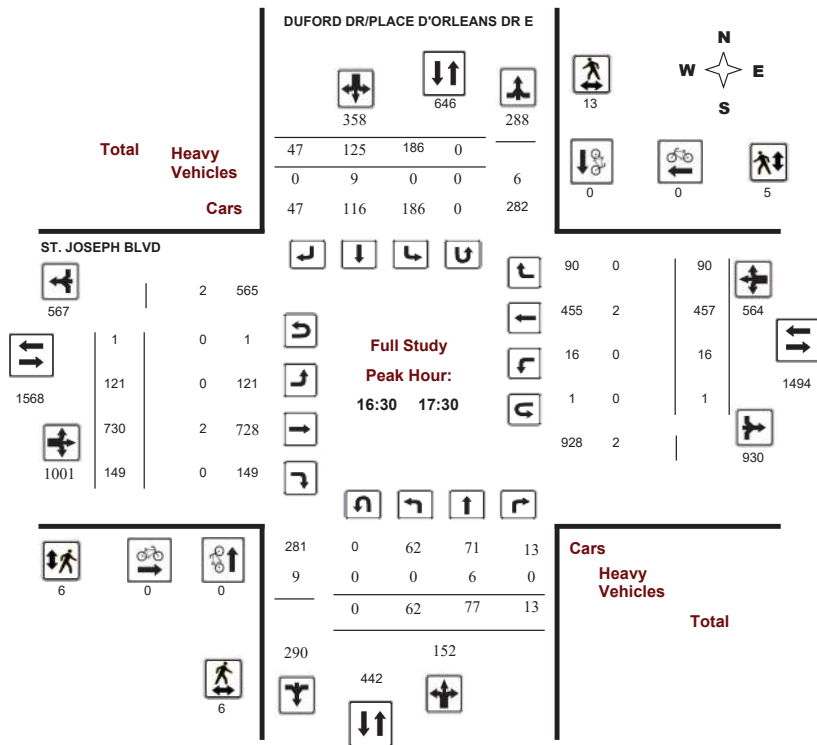 DUFORD DR/PLACE D'ORLEANS DR E
N
W E
S
646
13
358 288
Total Heavy Vehicles
47 125 186 0
0 9 0 0 6
Cars
47 116 186 0 282
0 0 5
ST. JOSEPH BLVD
567
2 565
90 0 90
564
1 0 1
455 2 457
1568
121 0 121
16 0 16
1494
Full Study
Peak Hour:
16:30 17:30
730 2 728
1 0 1
1001
149 0 149
928 2
930
281 0 62 71 13
9 0 0 6 0
0 62 77 13
290 152
442
6 0 0
6
Cars
Heavy
Vehicles
Total